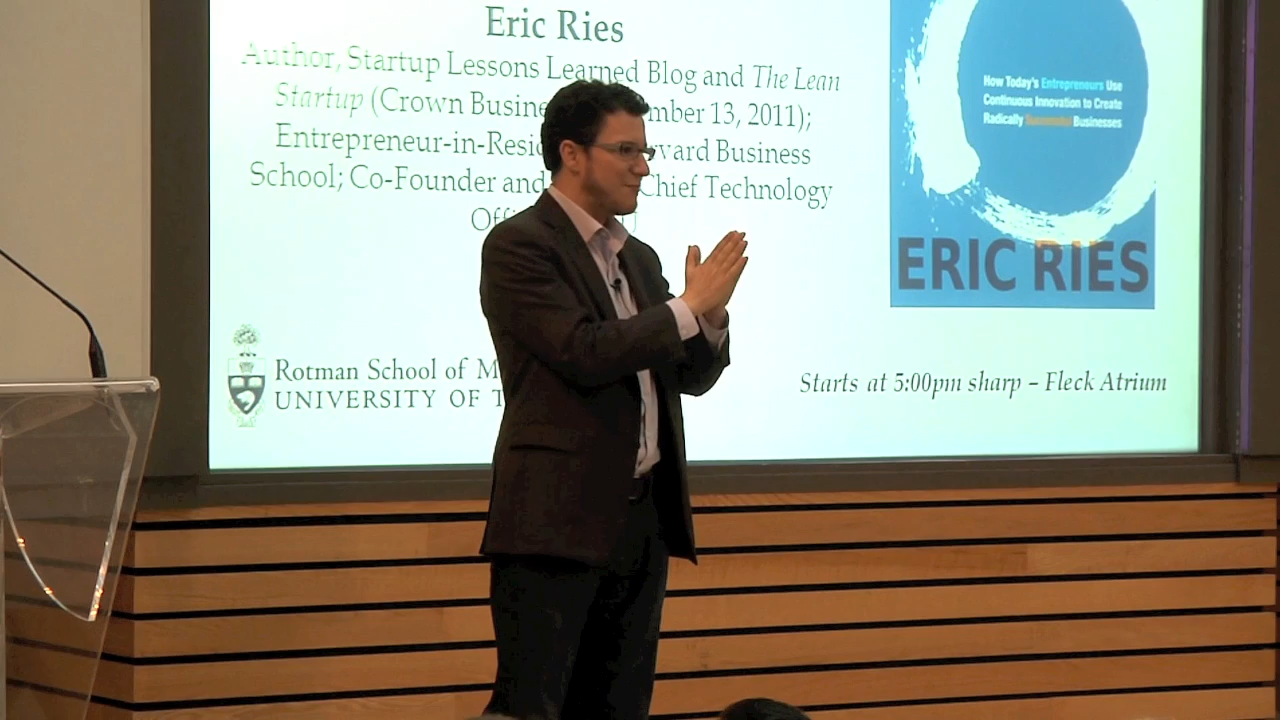 Eric Ries
Author, Startup Lessons Learned Blog and The Lean
Startup (Crown Busine mber 13, 2011);
Entrepreneur-in-Resi vard Business
School; Co-Founder and Chief Technology
Off U
How Today's Entrepreneurs Use
Continuous Innovation to Create
Radically Successful Businesses
ERIC RIES
Rotman School of M
UNIVERSITY OF T
Starts at 5:00pm sharp – Fleck Atrium